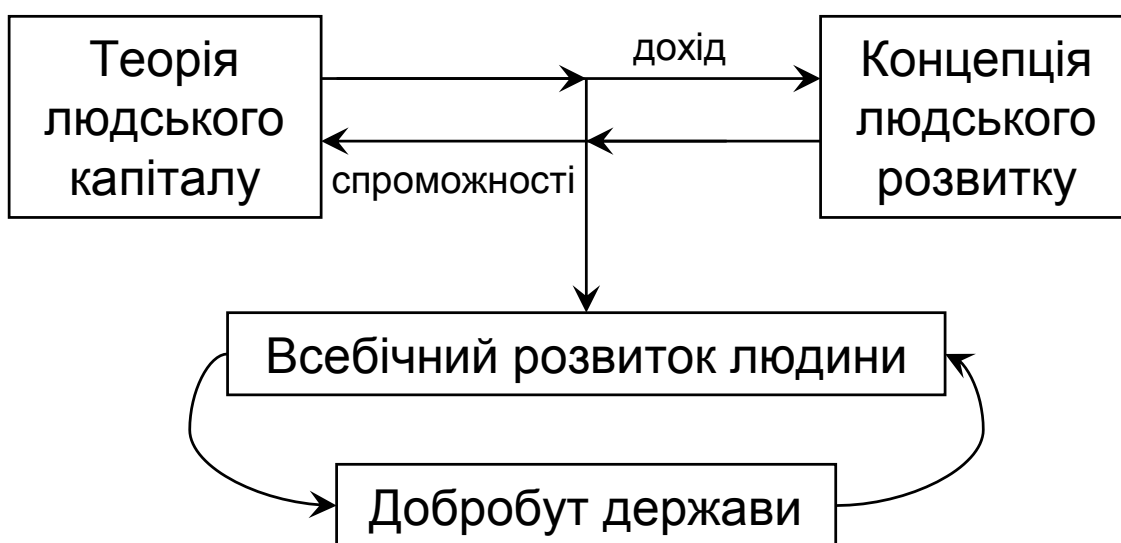 Теорія
людського
капіталу
дохід
спроможності
Концепція
людського
розвитку
Всебічний розвиток людини
Добробут держави